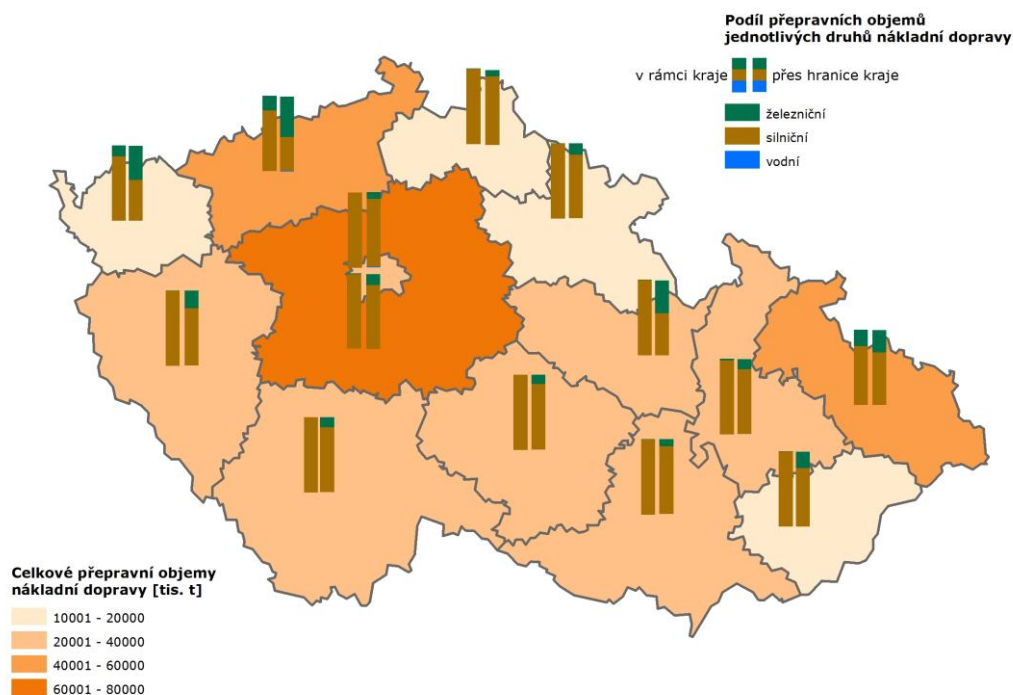 Podíl přepravních objemů
jednotlivých druhů nákladní dopravy
v rámci kraje přes hranice kraje
železniční
silniční
vodní
Celkové přepravní objemy
nákladní dopravy [tis. t]
10001 - 20000
20001 - 40000
40001 - 60000
60001 - 80000